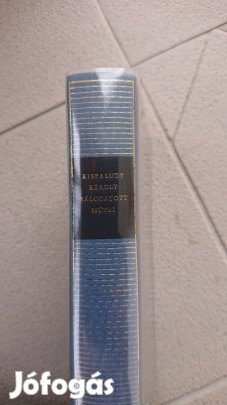 KISFALUDY
KÁROLY
VÁLOGATOTT
MŰVEI
Jófogás